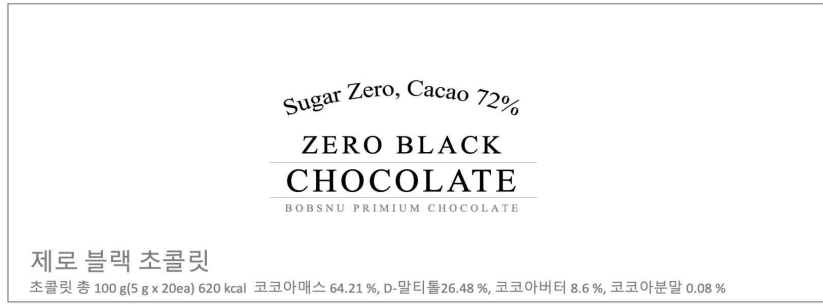 Sugar Zero, Cacao 72%
ZERO BLACK
CHOCOLATE
BOBSNU PRIMIUM CHOCOLATE
제로 블랙 초콜릿
초콜릿 총 100 g(5 g x 20ea) 620 kcal 코코아매스 64.21 %, D-말티톨26.48 %, 코코아버터 8.6 %, 코코아분말 0.08 %